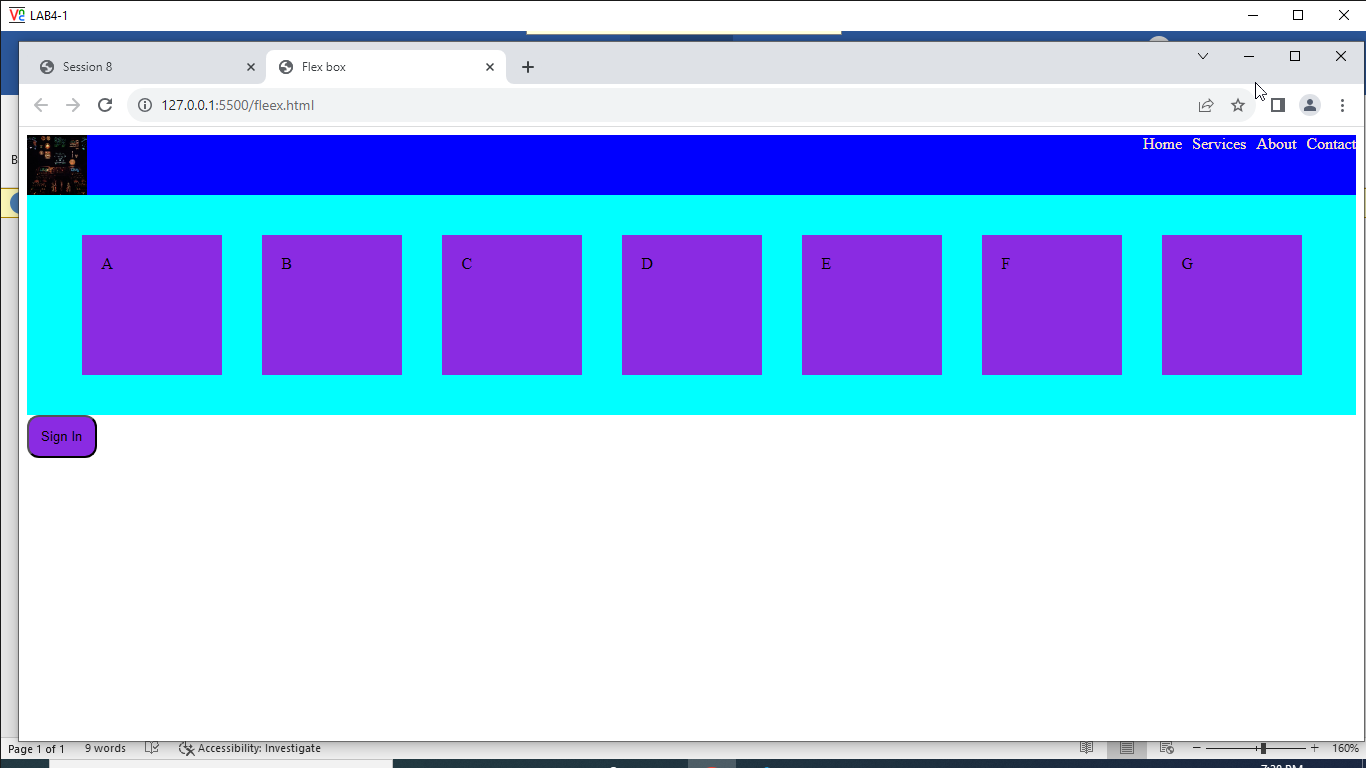 LAB4-1
Session 8
Flex box
127.0.0.1:5500/fleex.html
B
Home Services About Contact
A B C D E F G
Sign In
Page 1 of 1 9 words Accessibility: Investigate 160%